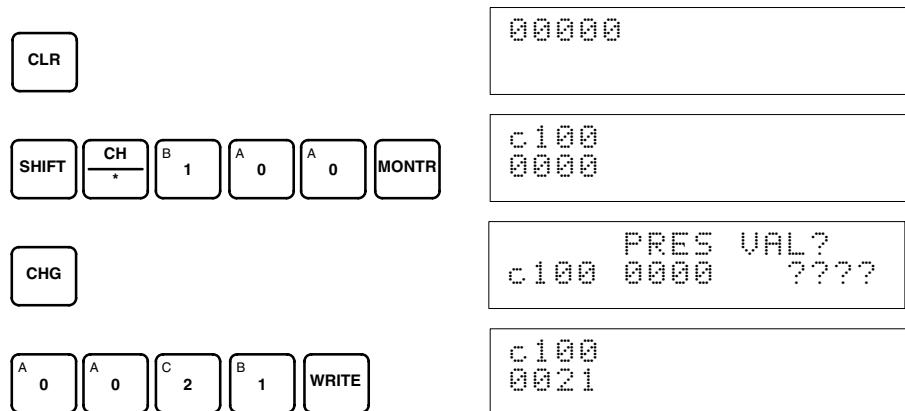 CLR
00000
SHIFT CH * B 1 A 0 A 0 MONTR
c100
0000
CHG
PRES VAL?
c100 0000 ????
A 0 A 0 C 2 B 1 WRITE
c100
0021